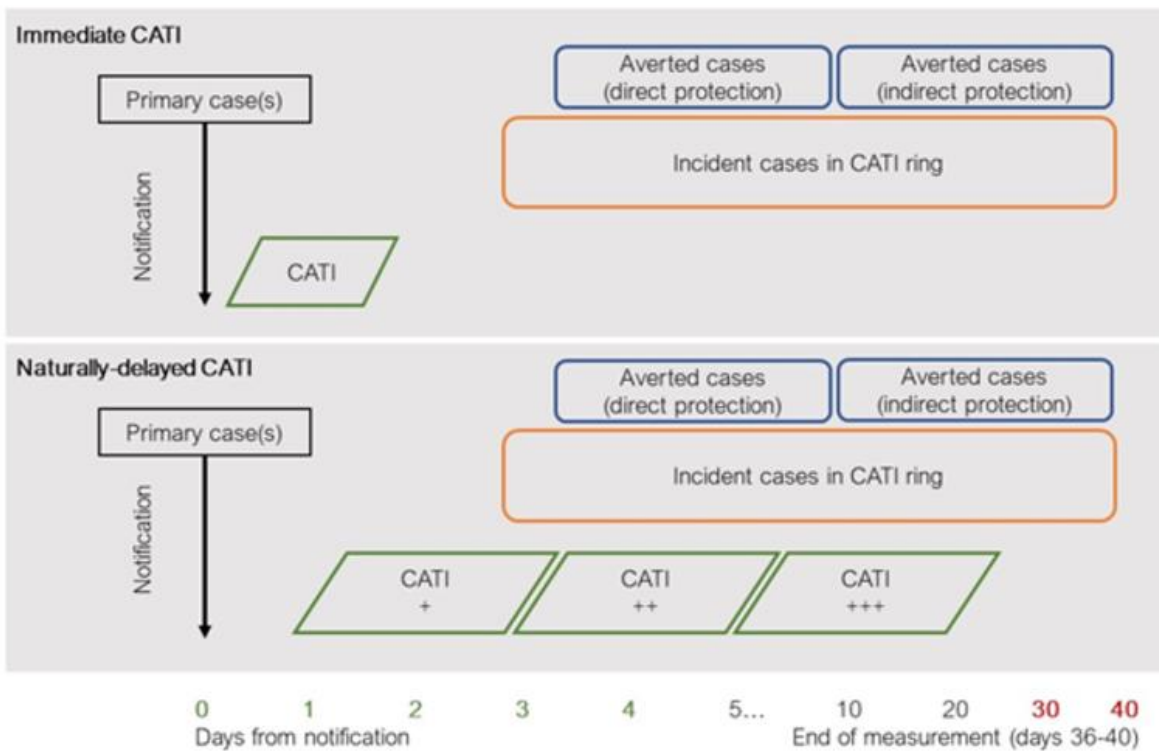 Immediate CATI
Primary case(s)
Notification
CATI
Averted cases
(direct protection)
Averted cases
(indirect protection)
Incident cases in CATI ring
Naturally-delayed CATI
Primary case(s)
Notification
Averted cases
(direct protection)
Averted cases
(indirect protection)
Incident cases in CATI ring
CATI
+
CATI
++
CATI
+++
0 1 2 3 4 5... 10 20 30 40
Days from notification
End of measurement (days 36-40)